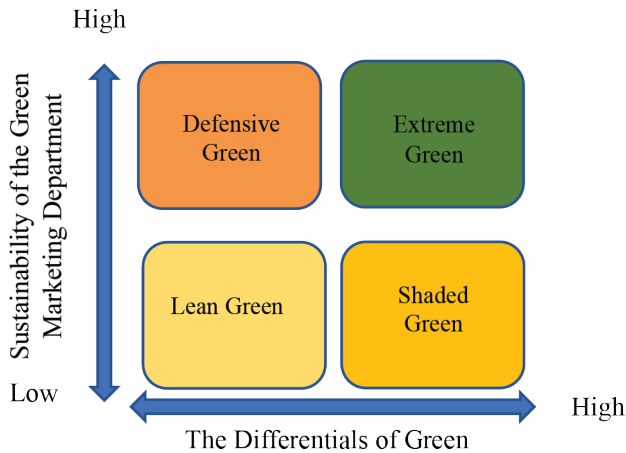 High
Sustainability of the Green
Marketing Department
Defensive
Green
Extreme
Green
Lean Green
Shaded
Green
Low
High
The Differentials of Green